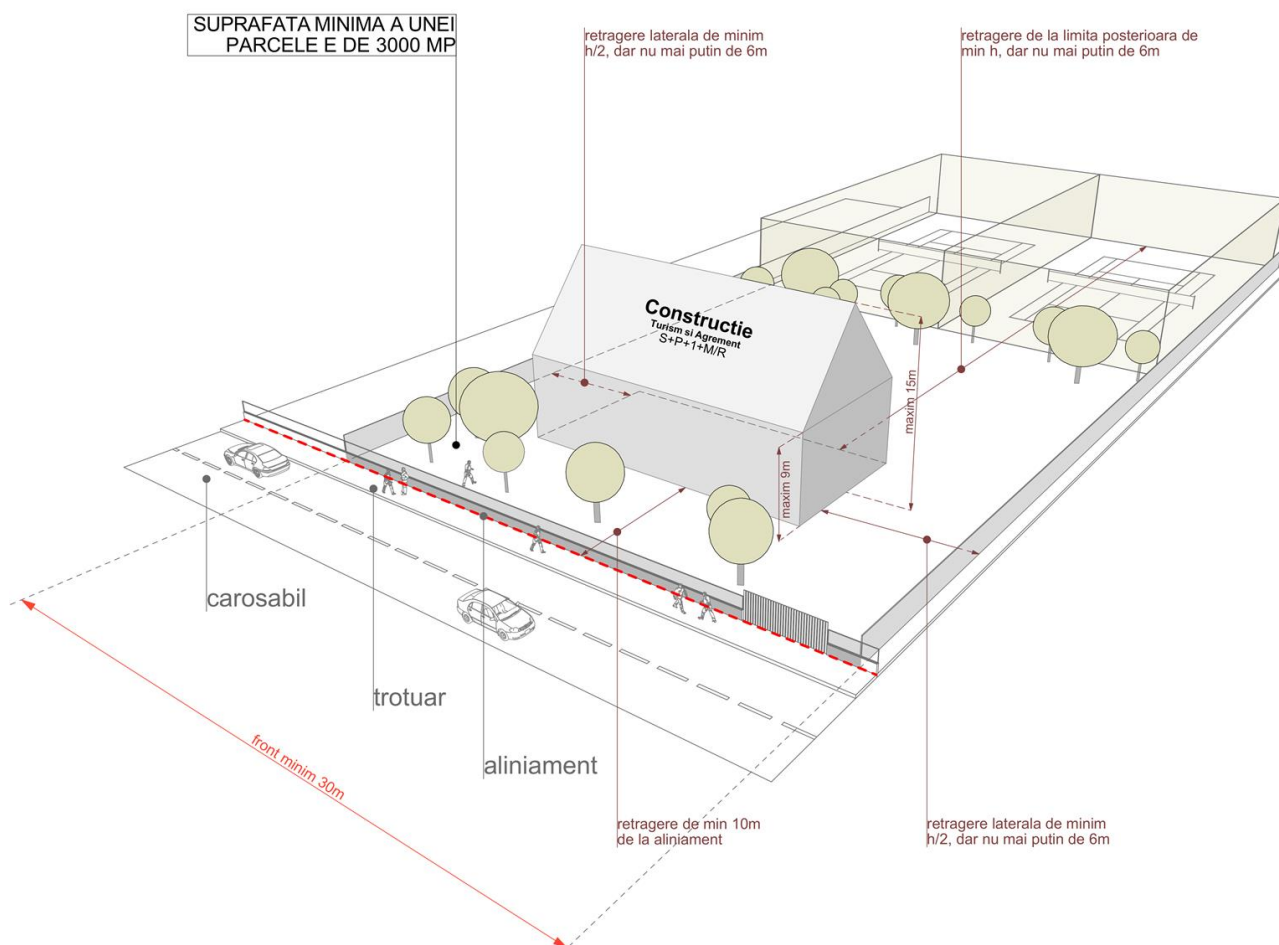 SUPRAFATA MINIMA A UNEI
PARCELE E DE 3000 MP
retragere laterala de minim
h/2, dar nu mai putin de 6m
retragere de la limita posterioara de
min h, dar nu mai putin de 6m
Constructie
Turism si Agrement
S+P+1+M/R
maxim 15m
maxim 9m
carosabil
trotuar
aliniament
front minim 30m
retragere de min 10m
de la aliniament
retragere laterala de minim
h/2, dar nu mai putin de 6m